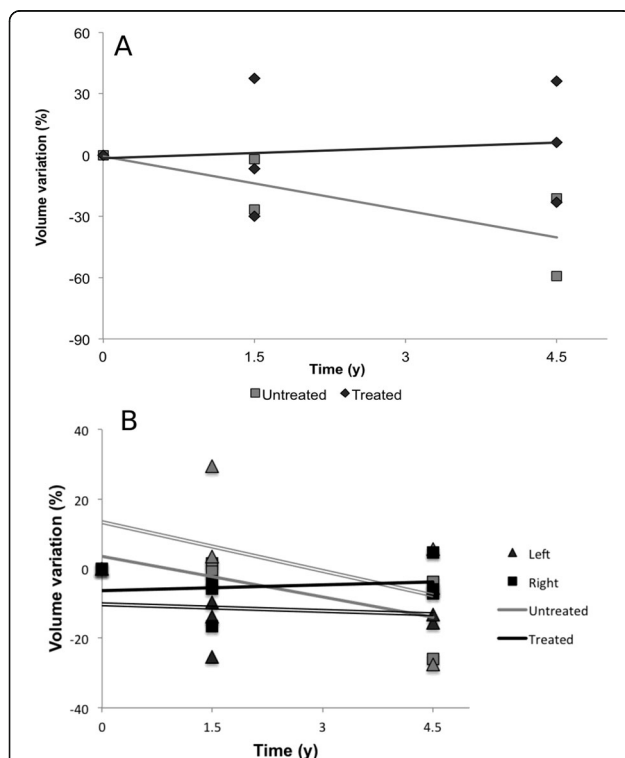 A
60
30
0
-30
-60
-90
Volume variation (%)
0 1.5 3 4.5
Time (y)
Untreated Treated
B
40
20
0
-20
-40
Volume variation (%)
0 1.5 3 4.5
Time (y)
Left
Right
Untreated
Treated